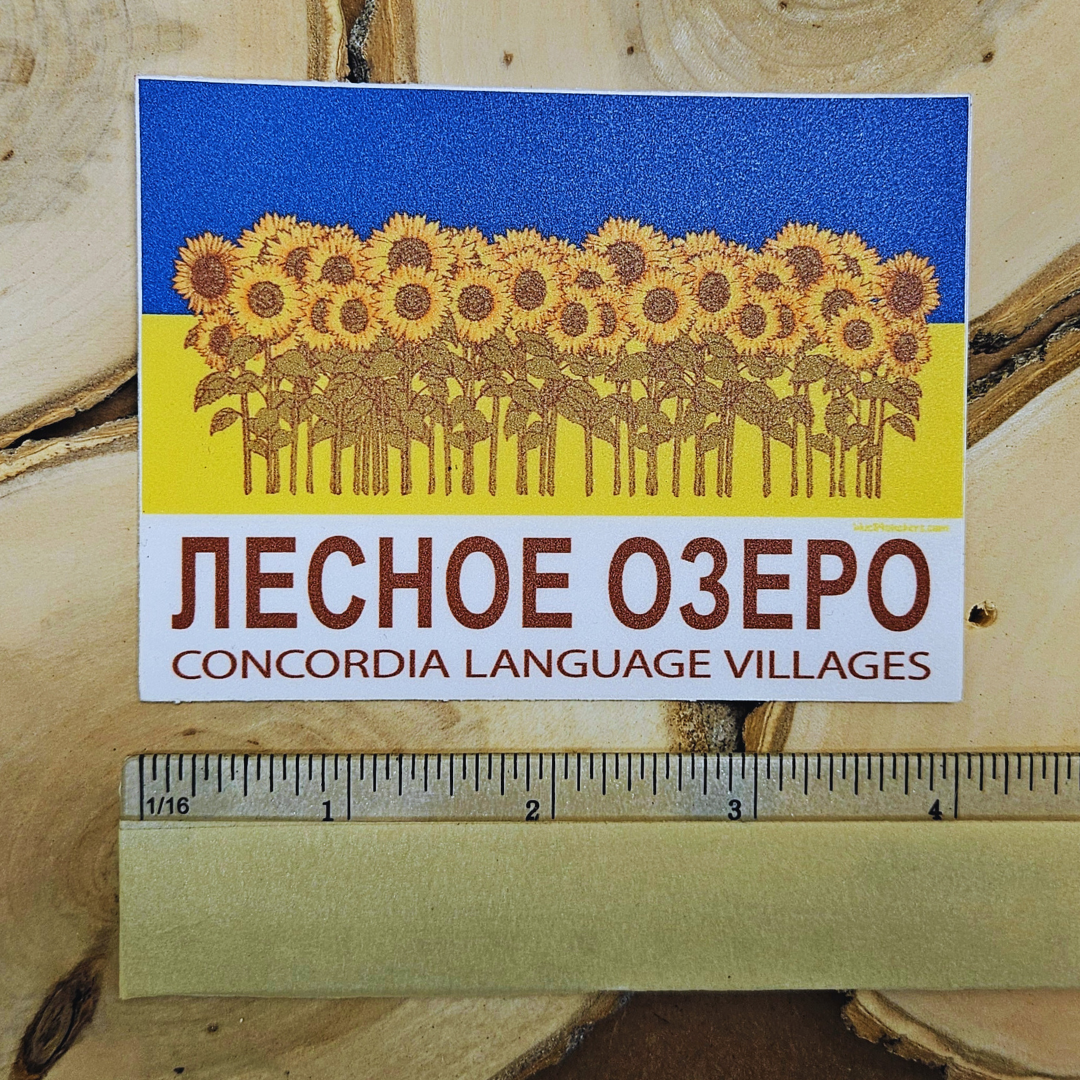 ЛЕСНОЕ ОЗЕРО
CONCORDIA LANGUAGE VILLAGES
1/16 1 2 3 4